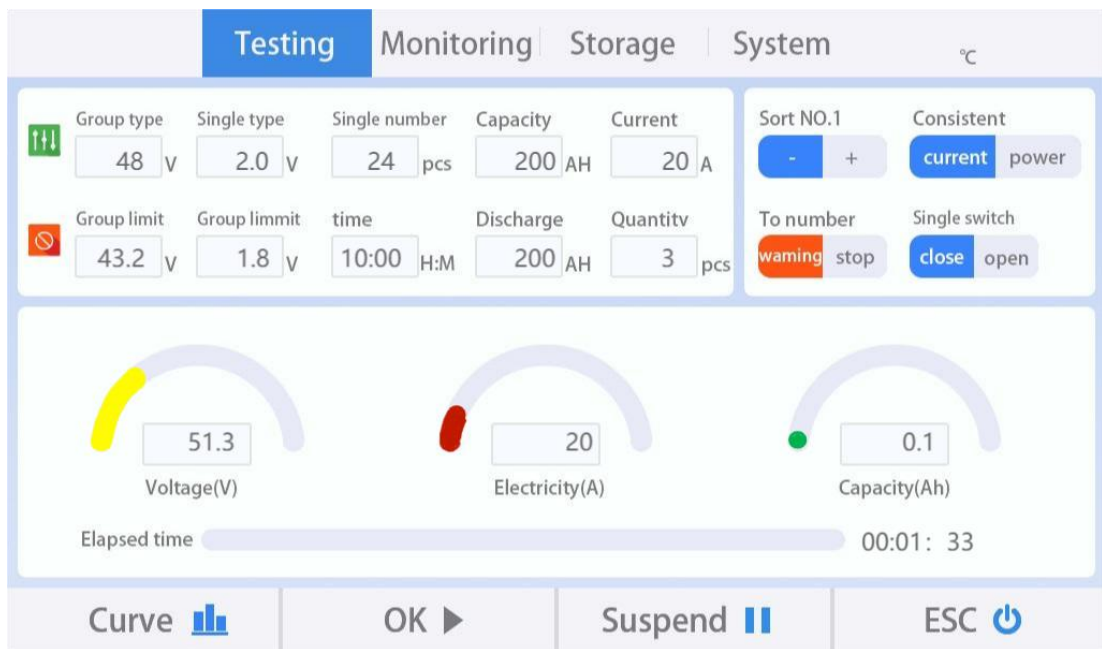 Testing Monitoring Storage System ℃
Group type Single type Single number Capacity Current
48 V 2.0 V 24 pcs 200 AH 20 A
Group limit Group limmit time Discharge Quantitv
43.2 V 1.8 V 10:00 H:M 200 AH 3 pcs
Sort NO.1 Consistent
- + current power
To number Single switch
waming stop close open
51.3 20 0.1
Voltage(V) Electricity(A) Capacity(Ah)
Elapsed time 00:01: 33
Curve OK Suspend ESC